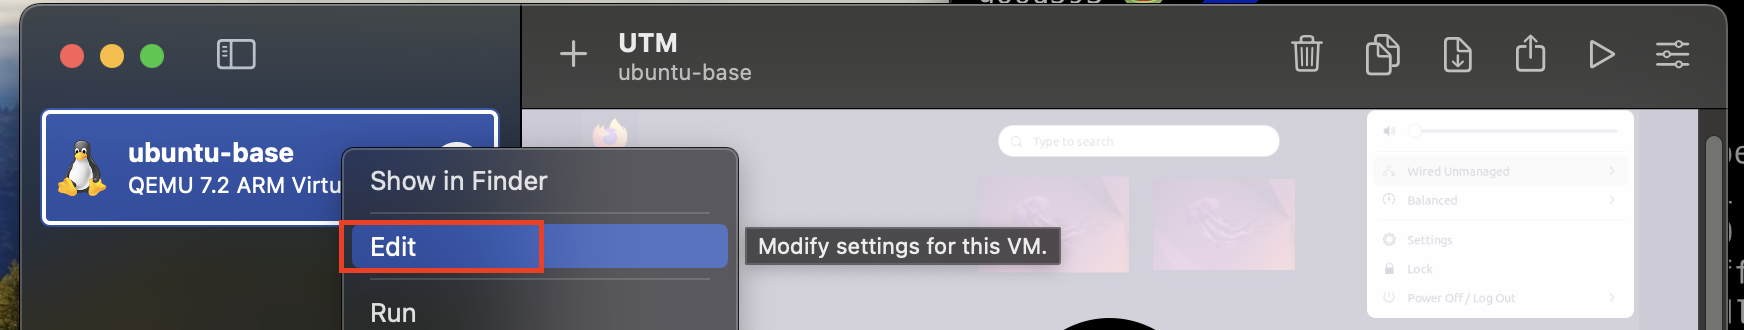 UTM
ubuntu-base
ubuntu-base
QEMU 7.2 ARM Virtu
Show in Finder
Edit
Modify settings for this VM.
Run
Type to search
Wired Unmanaged
Balanced
Settings
Lock
Power Off / Log Out